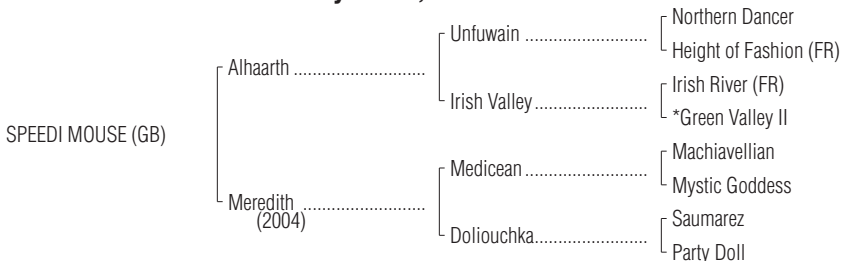 Northern Dancer
Unfuwain ..................................
Height of Fashion (FR)
Alhaarth .....................................
Irish River (FR)
Irish Valley................................
*Green Valley II
SPEEDI MOUSE (GB)
Machiavellian
Medicean..................................
Mystic Goddess
Meredith ..................................
(2004)
Saumarez
Doliouchka................................
Party Doll